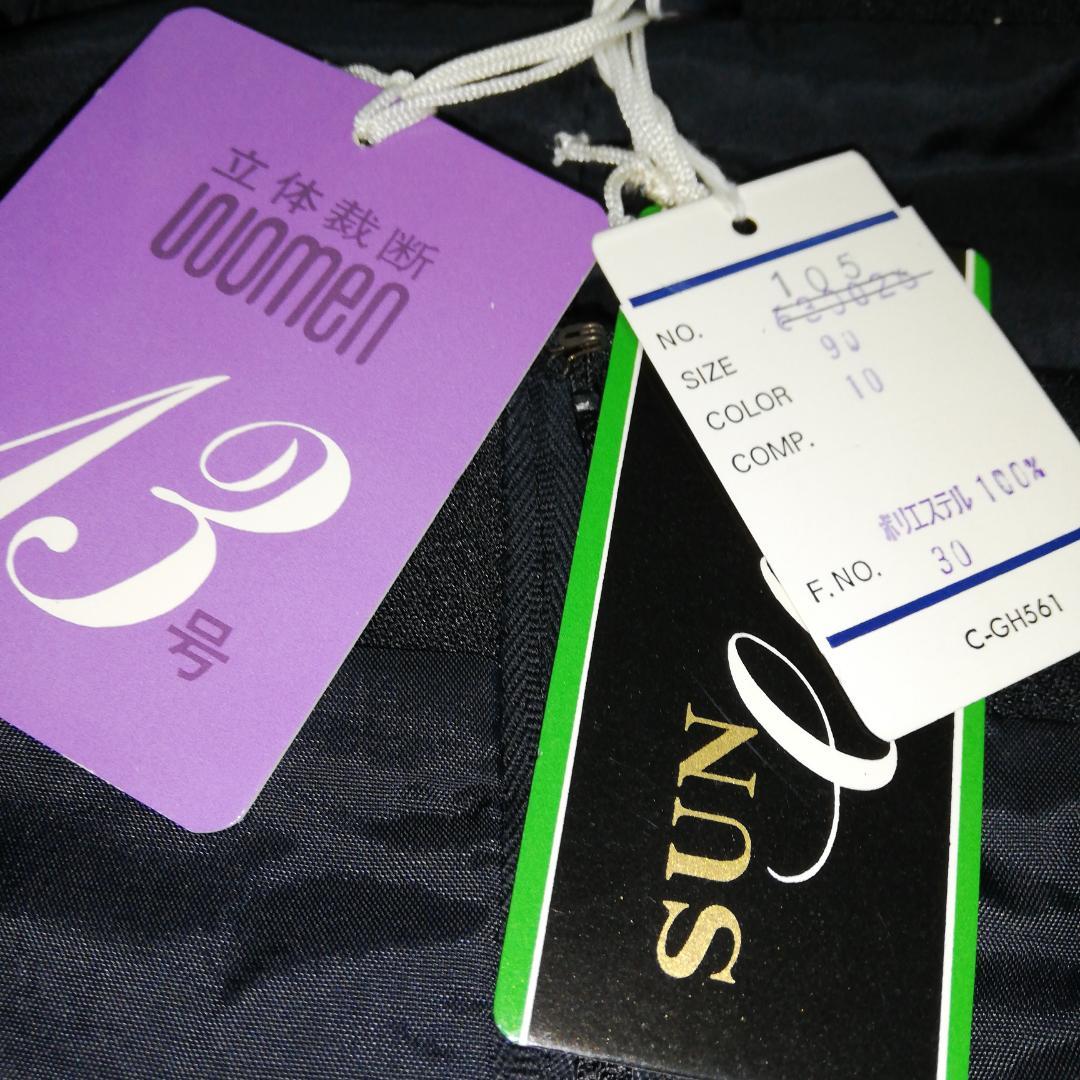 立体裁断
women
13
号
105
NO.
SIZE 90
COLOR 10
COMP.
ポリエステル 100%
F.NO. 30
C-GH561
SUN